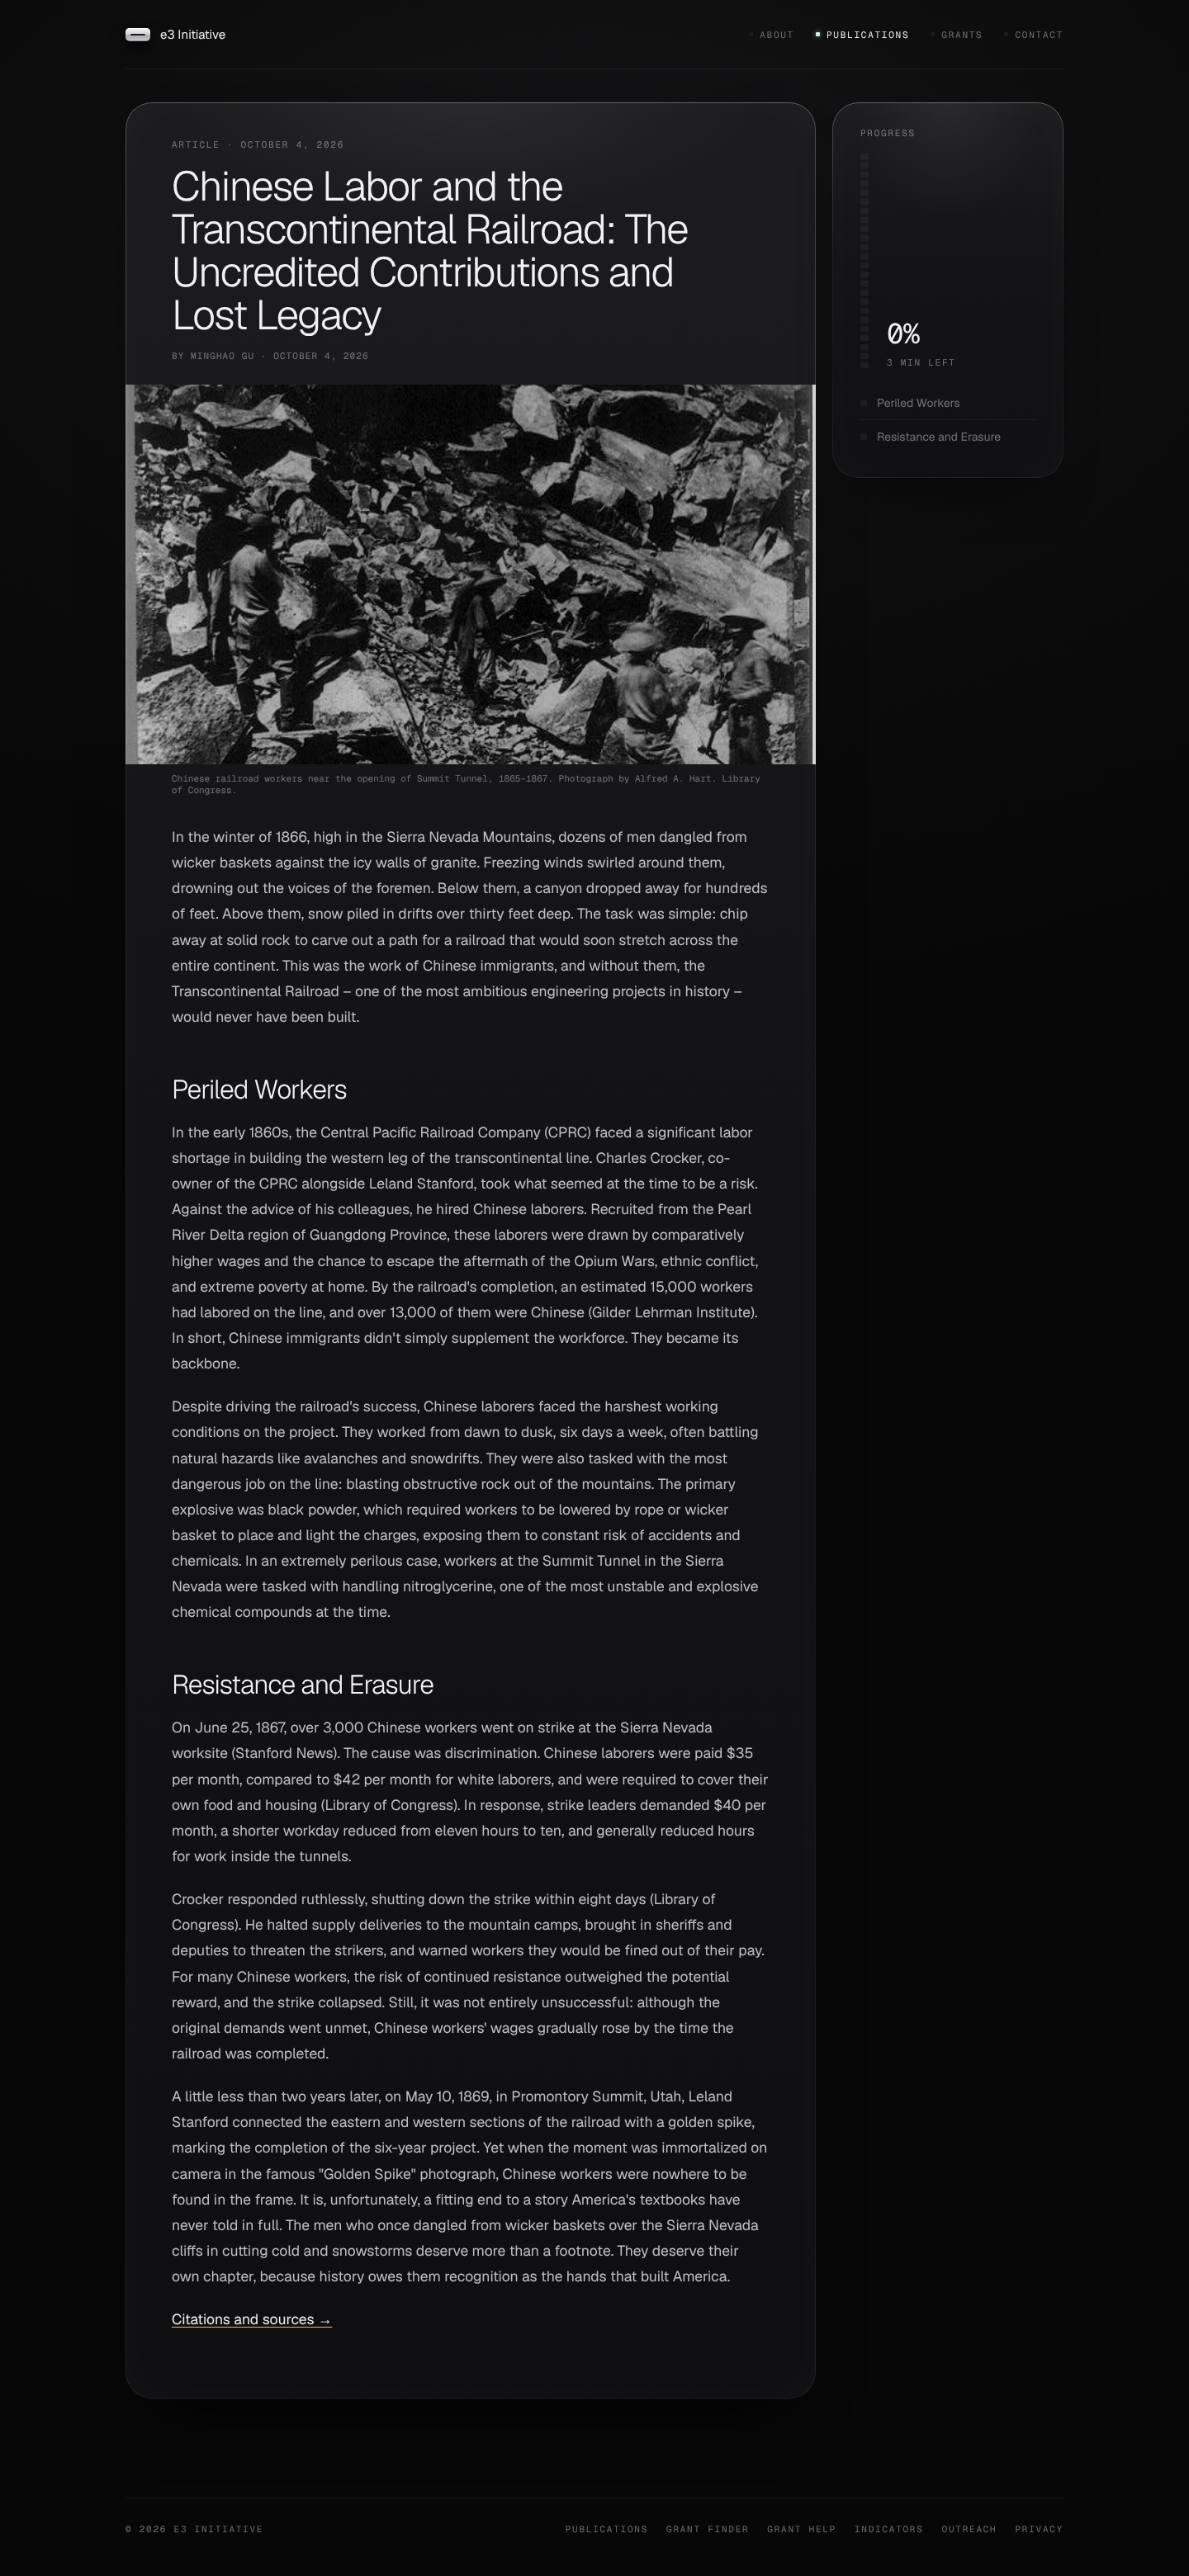 e3 Initiative
ABOUT
PUBLICATIONS
GRANTS
CONTACT
ARTICLE · OCTOBER 4, 2026
Chinese Labor and the
Transcontinental Railroad: The
Uncredited Contributions and
Lost Legacy
BY MINGHAO GU · OCTOBER 4, 2026
PROGRESS
0%
3 MIN LEFT
Periled Workers
Resistance and Erasure
Chinese railroad workers near the opening of Summit Tunnel, 1865–1867. Photograph by Alfred A. Hart. Library
of Congress.
In the winter of 1866, high in the Sierra Nevada Mountains, dozens of men dangled from
wicker baskets against the icy walls of granite. Freezing winds swirled around them,
drowning out the voices of the foremen. Below them, a canyon dropped away for hundreds
of feet. Above them, snow piled in drifts over thirty feet deep. The task was simple: chip
away at solid rock to carve out a path for a railroad that would soon stretch across the
entire continent. This was the work of Chinese immigrants, and without them, the
Transcontinental Railroad – one of the most ambitious engineering projects in history –
would never have been built.
Periled Workers
In the early 1860s, the Central Pacific Railroad Company (CPRC) faced a significant labor
shortage in building the western leg of the transcontinental line. Charles Crocker, co-
owner of the CPRC alongside Leland Stanford, took what seemed at the time to be a risk.
Against the advice of his colleagues, he hired Chinese laborers. Recruited from the Pearl
River Delta region of Guangdong Province, these laborers were drawn by comparatively
higher wages and the chance to escape the aftermath of the Opium Wars, ethnic conflict,
and extreme poverty at home. By the railroad's completion, an estimated 15,000 workers
had labored on the line, and over 13,000 of them were Chinese (Gilder Lehrman Institute).
In short, Chinese immigrants didn't simply supplement the workforce. They became its
backbone.
Despite driving the railroad's success, Chinese laborers faced the harshest working
conditions on the project. They worked from dawn to dusk, six days a week, often battling
natural hazards like avalanches and snowdrifts. They were also tasked with the most
dangerous job on the line: blasting obstructive rock out of the mountains. The primary
explosive was black powder, which required workers to be lowered by rope or wicker
basket to place and light the charges, exposing them to constant risk of accidents and
chemicals. In an extremely perilous case, workers at the Summit Tunnel in the Sierra
Nevada were tasked with handling nitroglycerine, one of the most unstable and explosive
chemical compounds at the time.
Resistance and Erasure
On June 25, 1867, over 3,000 Chinese workers went on strike at the Sierra Nevada
worksite (Stanford News). The cause was discrimination. Chinese laborers were paid $35
per month, compared to $42 per month for white laborers, and were required to cover their
own food and housing (Library of Congress). In response, strike leaders demanded $40 per
month, a shorter workday reduced from eleven hours to ten, and generally reduced hours
for work inside the tunnels.
Crocker responded ruthlessly, shutting down the strike within eight days (Library of
Congress). He halted supply deliveries to the mountain camps, brought in sheriffs and
deputies to threaten the strikers, and warned workers they would be fined out of their pay.
For many Chinese workers, the risk of continued resistance outweighed the potential
reward, and the strike collapsed. Still, it was not entirely unsuccessful: although the
original demands went unmet, Chinese workers' wages gradually rose by the time the
railroad was completed.
A little less than two years later, on May 10, 1869, in Promontory Summit, Utah, Leland
Stanford connected the eastern and western sections of the railroad with a golden spike,
marking the completion of the six-year project. Yet when the moment was immortalized on
camera in the famous "Golden Spike" photograph, Chinese workers were nowhere to be
found in the frame. It is, unfortunately, a fitting end to a story America's textbooks have
never told in full. The men who once dangled from wicker baskets over the Sierra Nevada
cliffs in cutting cold and snowstorms deserve more than a footnote. They deserve their
own chapter, because history owes them recognition as the hands that built America.
Citations and sources →
© 2026 E3 INITIATIVE
PUBLICATIONS
GRANT FINDER
GRANT HELP
INDICATORS
OUTREACH
PRIVACY